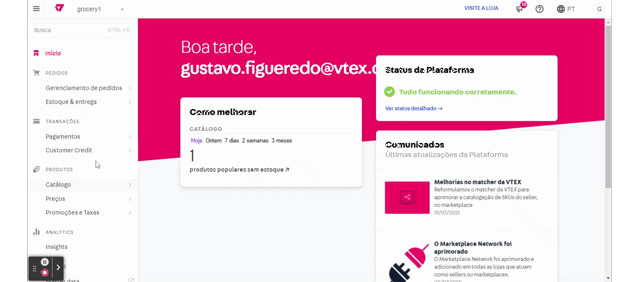 grocery1
VISITE A LOJA
PT
G
Busca
Início
PEDIDOS
Gerenciamento de pedidos
Estoque & entrega
TRANSAÇÕES
Pagamentos
Customer Credit
PRODUTOS
Catálogo
Preços
Promoções e Taxas
ANALYTICS
Insights
Boa tarde,
gustavo.figueredo@vtex.c
Como melhorar
CATÁLOGO
Hoje Ontem 7 dias 2 semanas 3 meses
1
produtos populares sem estoque
Status da Plataforma
Tudo funcionando corretamente.
Ver status detalhado →
Comunicados
Últimas atualizações da Plataforma
Melhorias no matcher da VTEX
Reformulamos o matcher da VTEX para
aprimorar a catalogação de SKUs do seller,
no marketplace
19/07/2021
O Marketplace Network foi
aprimorado
O Marketplace Network foi aprimorado e
adicionado em todas as lojas que atuam
como sellers ou marketplaces.